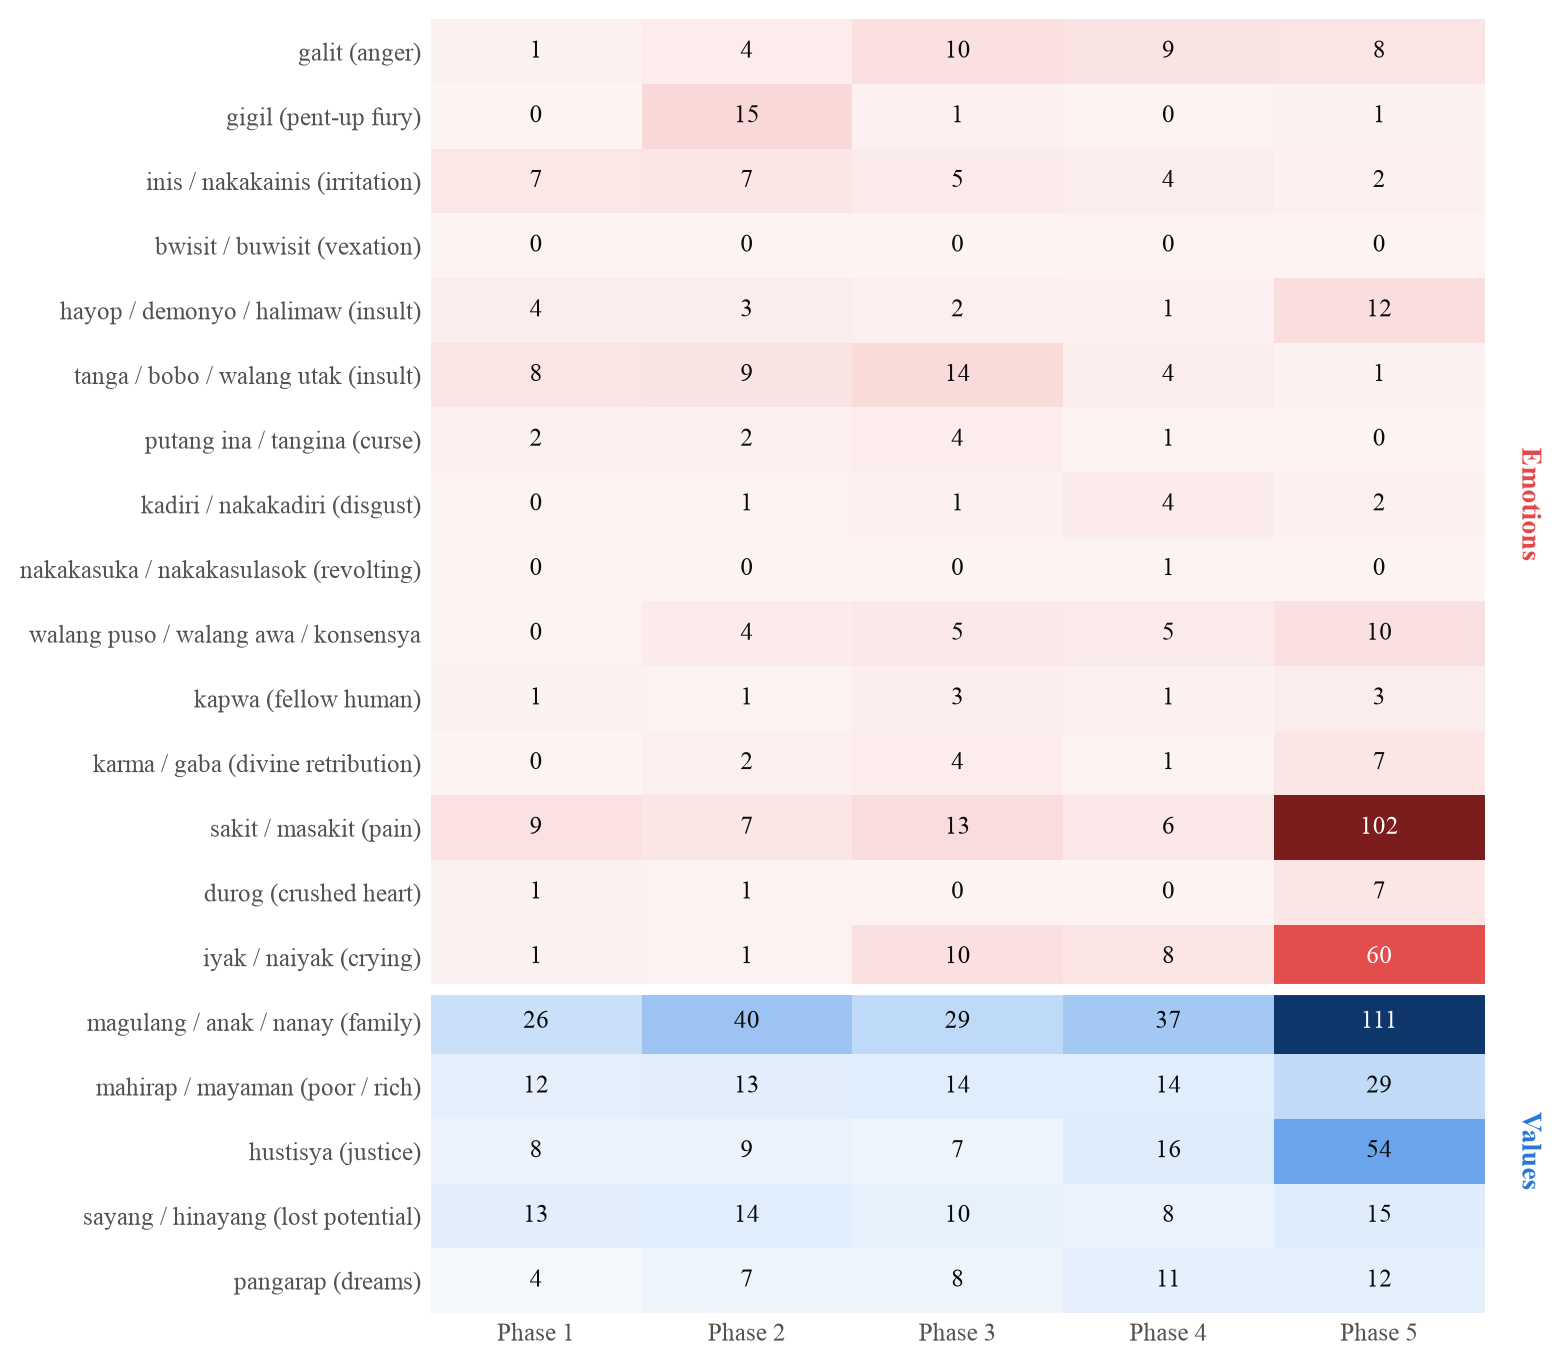 galit (anger) 1 4 10 9 8
gigil (pent-up fury) 0 15 1 0 1
inis / nakakainis (irritation) 7 7 5 4 2
bwisit / buwisit (vexation) 0 0 0 0 0
hayop / demonyo / halimaw (insult) 4 3 2 1 12
tanga / bobo / walang utak (insult) 8 9 14 4 1
putang ina / tangina (curse) 2 2 4 1 0
kadiri / nakakadiri (disgust) 0 1 1 4 2
nakakasuka / nakakasulasok (revolting) 0 0 0 1 0
walang puso / walang awa / konsensya 0 4 5 5 10
kapwa (fellow human) 1 1 3 1 3
karma / gaba (divine retribution) 0 2 4 1 7
sakit / masakit (pain) 9 7 13 6 102
durog (crushed heart) 1 1 0 0 7
iyak / naiyak (crying) 1 1 10 8 60
Emotions
magulang / anak / nanay (family) 26 40 29 37 111
mahirap / mayaman (poor / rich) 12 13 14 14 29
hustisya (justice) 8 9 7 16 54
sayang / hinayang (lost potential) 13 14 10 8 15
pangarap (dreams) 4 7 8 11 12
Values
Phase 1 Phase 2 Phase 3 Phase 4 Phase 5